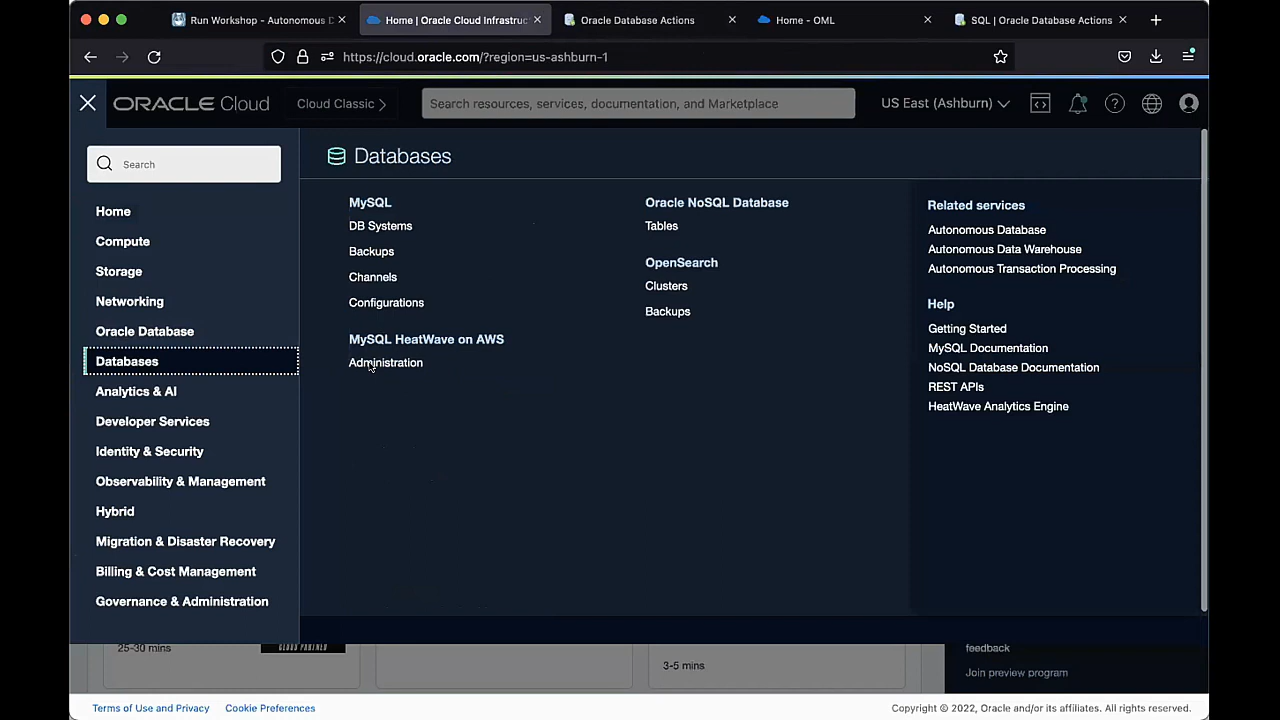 Run Workshop - Autonomous D
Home | Oracle Cloud Infrastruc
Oracle Database Actions
Home - OML
SQL | Oracle Database Actions
https://cloud.oracle.com/?region=us-ashburn-1
ORACLE Cloud
Cloud Classic
Search resources, services, documentation, and Marketplace
US East (Ashburn)
Search
Home
Compute
Storage
Networking
Oracle Database
Databases
Analytics & AI
Developer Services
Identity & Security
Observability & Management
Hybrid
Migration & Disaster Recovery
Billing & Cost Management
Governance & Administration
Databases
MySQL
DB Systems
Backups
Channels
Configurations
MySQL HeatWave on AWS
Administration
Oracle NoSQL Database
Tables
OpenSearch
Clusters
Backups
Related services
Autonomous Database
Autonomous Data Warehouse
Autonomous Transaction Processing
Help
Getting Started
MySQL Documentation
NoSQL Database Documentation
REST APIs
HeatWave Analytics Engine
25-30 mins
3-5 mins
feedback
Join preview program
Terms of Use and Privacy
Cookie Preferences
Copyright © 2022, Oracle and/or its affiliates. All rights reserved.